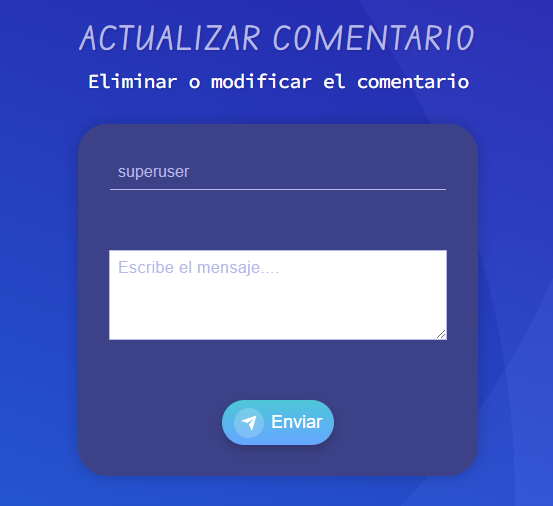 ACTUALIZAR COMENTARIO
Eliminar o modificar el comentario
superuser
Escribe el mensaje....
Enviar